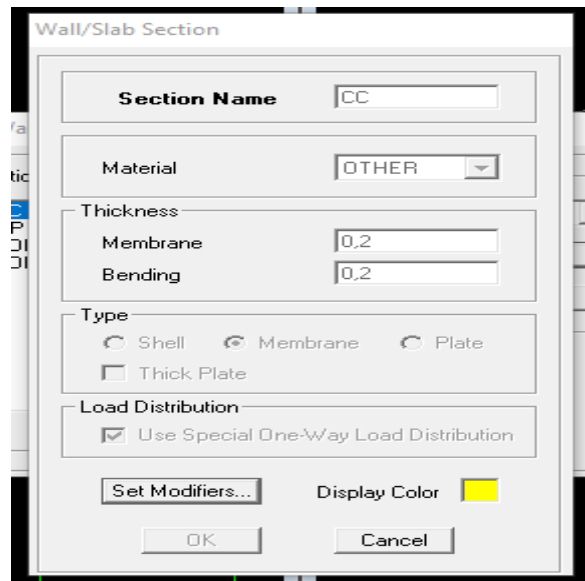 Wall/Slab Section
Section Name CC
Material OTHER
Thickness
Membrane 0,2
Bending 0,2
Type
Shell Membrane Plate
Thick Plate
Load Distribution
Use Special One-Way Load Distribution
Set Modifiers... Display Color
OK Cancel